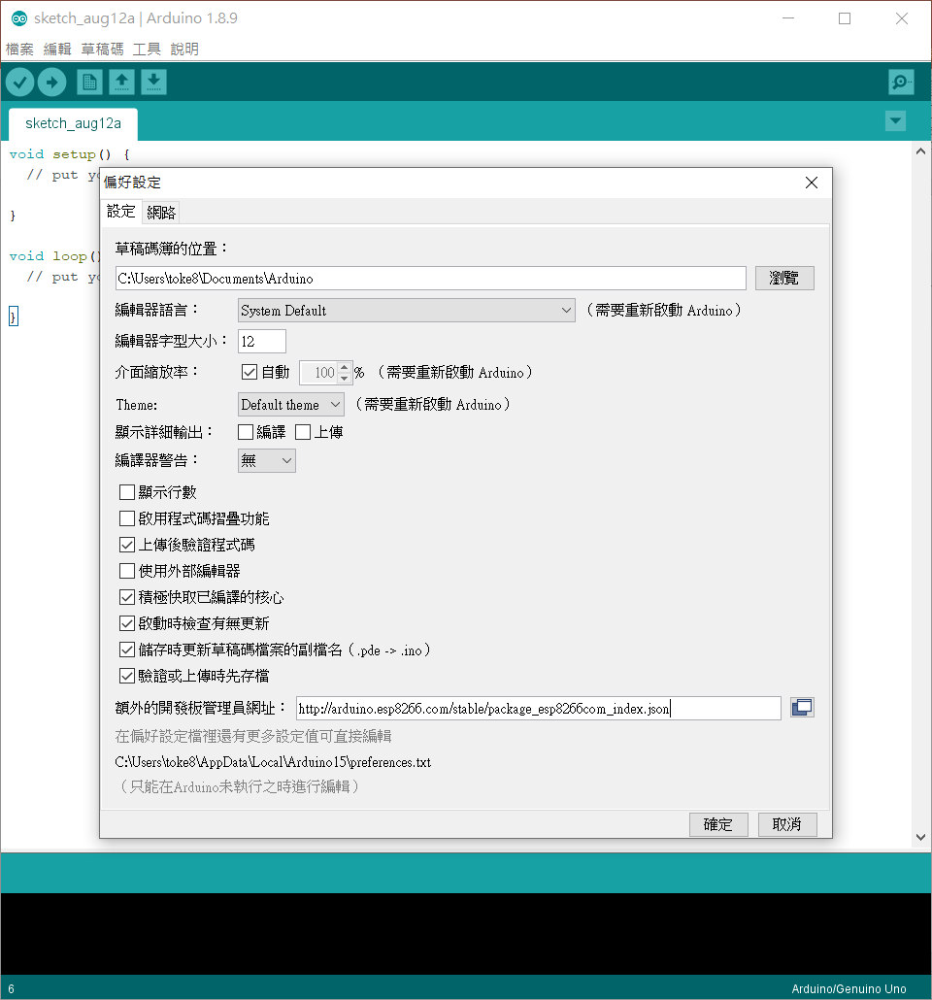 sketch_aug12a | Arduino 1.8.9
檔案 編輯 草稿碼 工具 說明
sketch_aug12a
void setup() {
// put yo
}
void loop()
// put yo
}
偏好設定
設定 網路
草稿碼簿的位置：
C:\Users\toke8\Documents\Arduino 瀏覽
編輯器語言： System Default （需要重新啟動 Arduino）
編輯器字型大小： 12
介面縮放率： 自動 100 % （需要重新啟動 Arduino）
Theme: Default theme （需要重新啟動 Arduino）
顯示詳細輸出： 編譯 上傳
編譯器警告： 無
顯示行數
啟用程式碼摺疊功能
上傳後驗證程式碼
使用外部編輯器
積極快取已編譯的核心
啟動時檢查有無更新
儲存時更新草稿碼檔案的副檔名（.pde -> .ino）
驗證或上傳時先存檔
額外的開發板管理員網址： http://arduino.esp8266.com/stable/package_esp8266com_index.json
在偏好設定檔裡還有更多設定值可直接編輯
C:\Users\toke8\AppData\Local\Arduino15\preferences.txt
（只能在Arduino未執行之時進行編輯）
確定 取消
6 Arduino/Genuino Uno